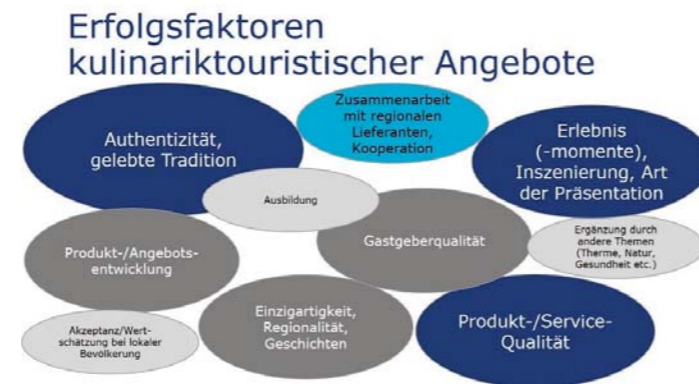 Erfolgsfaktoren
kulinariktouristischer Angebote
Zusammenarbeit
mit regionalen
Lieferanten,
Kooperation
Authentizität,
gelebte Tradition
Erlebnis
(-momente),
Inszenierung, Art
der Präsentation
Ausbildung
Produkt-/Angebots-
entwicklung
Gastgeberqualität
Ergänzung durch
andere Themen
(Therme, Natur,
Gesundheit etc.)
Einzigartigkeit,
Regionalität,
Geschichten
Produkt-/Service-
Qualität
Akzeptanz/Wert-
schätzung bei lokaler
Bevölkerung